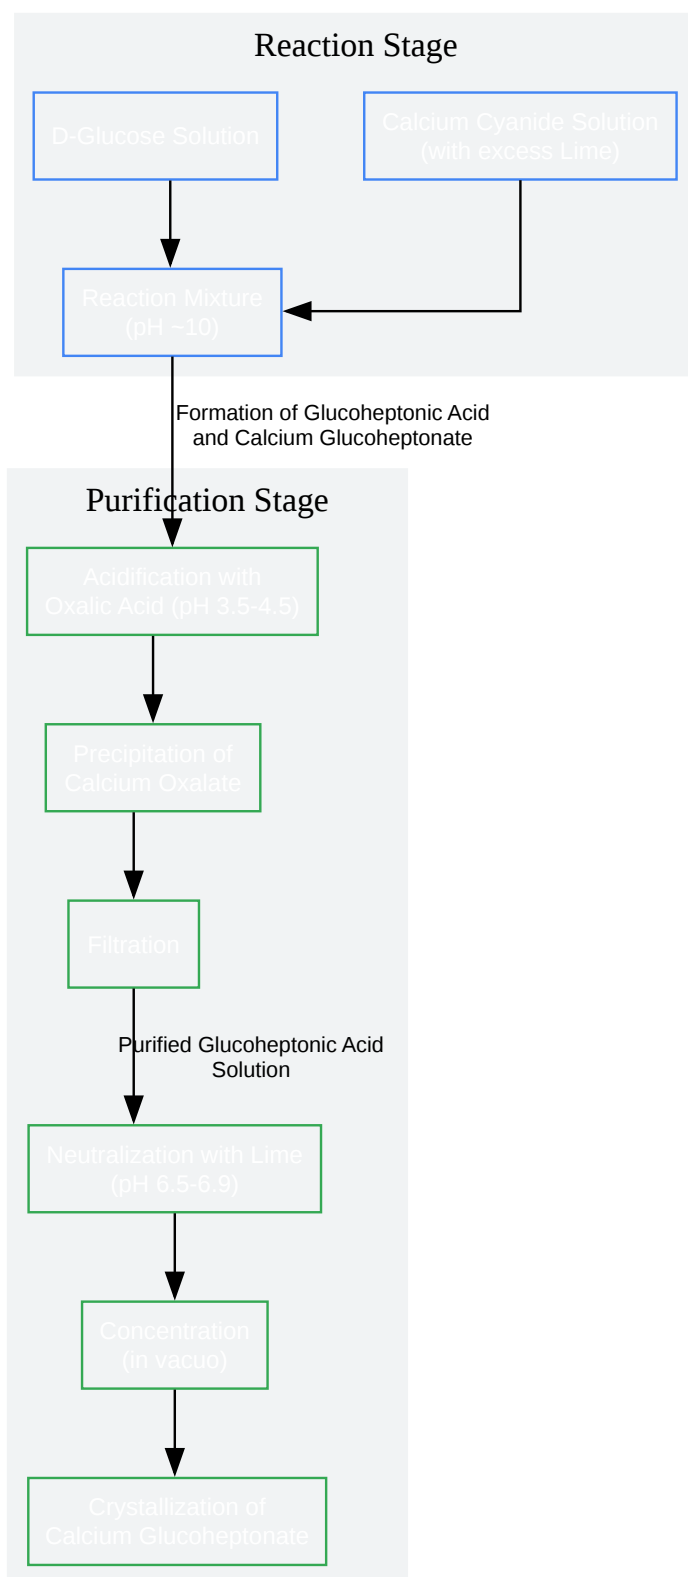 Reaction Stage
D-Glucose Solution
Calcium Cyanide Solution
(with excess Lime)
Reaction Mixture
(pH ~10)
Formation of Glucoheptonic Acid
and Calcium Glucoheptonate
Purification Stage
Acidification with
Oxalic Acid (pH 3.5-4.5)
Precipitation of
Calcium Oxalate
Filtration
Purified Glucoheptonic Acid
Solution
Neutralization with Lime
(pH 6.5-6.9)
Concentration
(in vacuo)
Crystallization of
Calcium Glucoheptonate